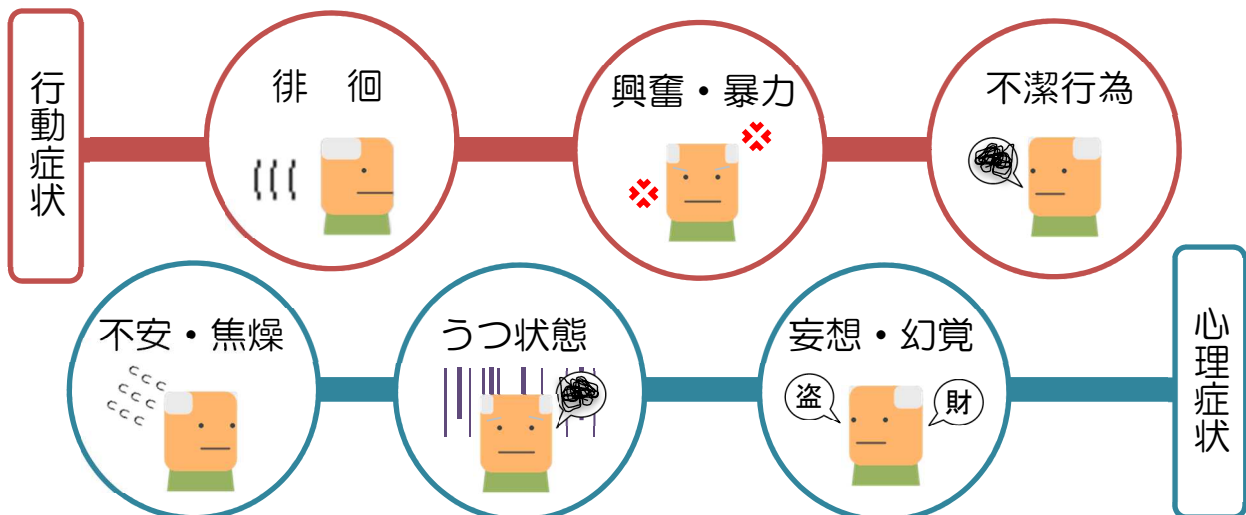 行動症状
徘　徊
興奮・暴力
不潔行為
不安・焦燥
うつ状態
妄想・幻覚
盗
財
心理症状